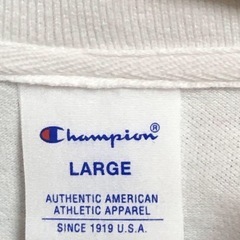 Champion®
LARGE
AUTHENTIC AMERICAN
ATHLETIC APPAREL
SINCE 1919 U.S.A.